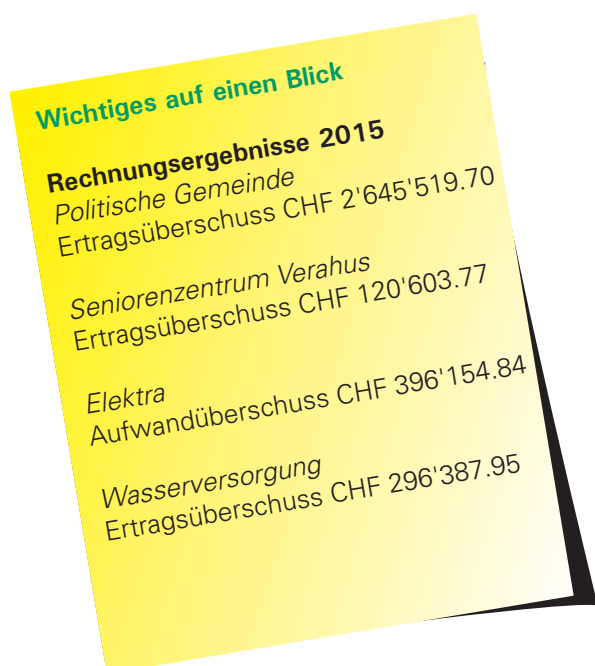 Wichtiges auf einen Blick
Rechnungsergebnisse 2015
Politische Gemeinde
Ertragsüberschuss CHF 2'645'519.70
Seniorenzentrum Verahus
Ertragsüberschuss CHF 120'603.77
Elektra
Aufwandüberschuss CHF 396'154.84
Wasserversorgung
Ertragsüberschuss CHF 296'387.95